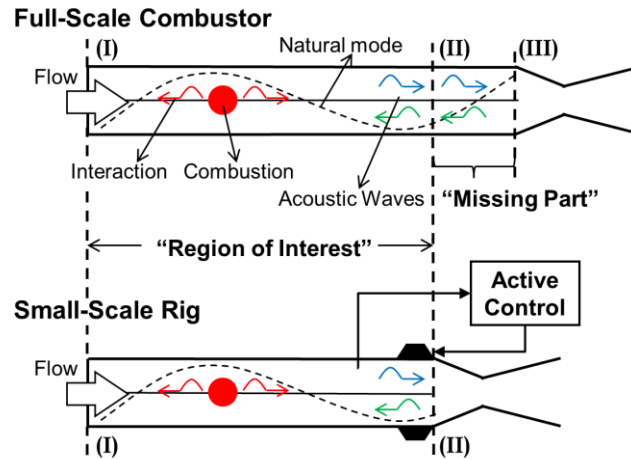 Full-Scale Combustor
(I)
Natural mode
(II)
(III)
Flow
Interaction
Combustion
Acoustic Waves
“Missing Part”
“Region of Interest”
Small-Scale Rig
Active
Control
Flow
(I)
(II)